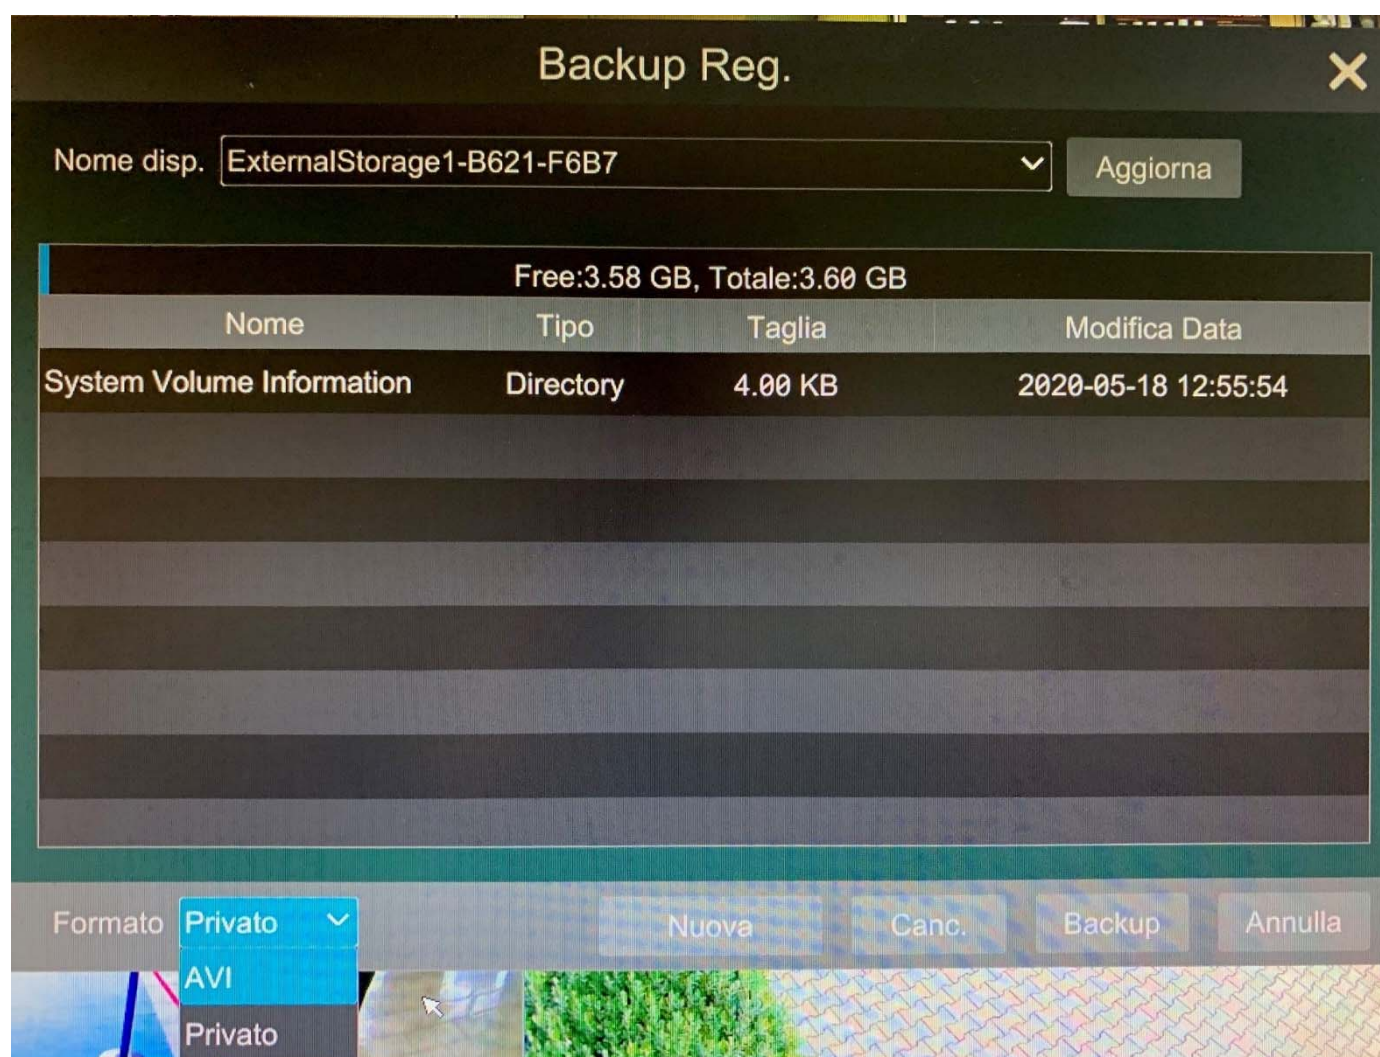 Backup Reg.
Nome disp. ExternalStorage1-B621-F6B7 Aggiorna
Free:3.58 GB, Totale:3.60 GB
Nome Tipo Taglia Modifica Data
System Volume Information Directory 4.00 KB 2020-05-18 12:55:54
Formato Privato Nuova Canc. Backup Annulla
AVI
Privato